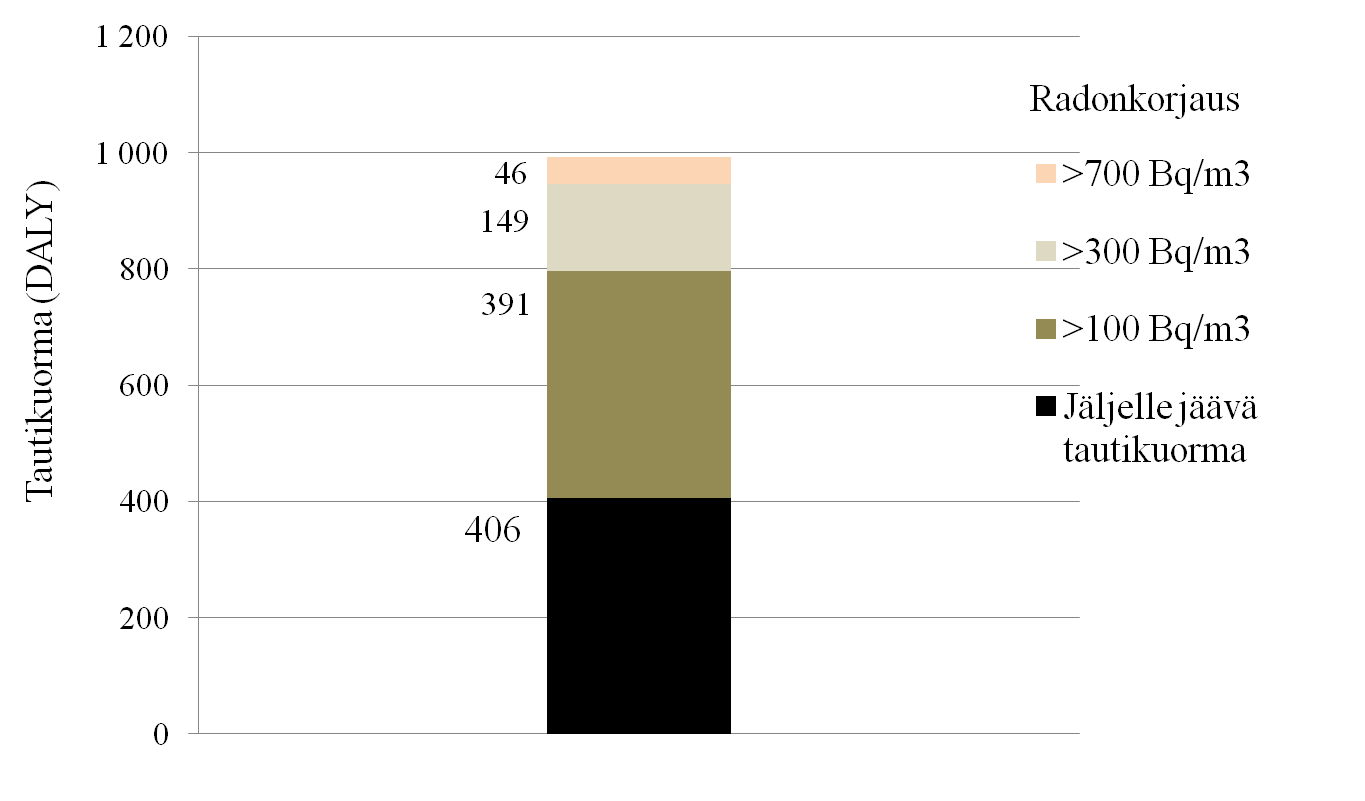 1 200
1 000
800
600
400
200
0
Tautikuorma (DALY)
46
149
391
406
Radonkorjaus
>700 Bq/m3
>300 Bq/m3
>100 Bq/m3
Jäljelle jäävä
tautikuorma